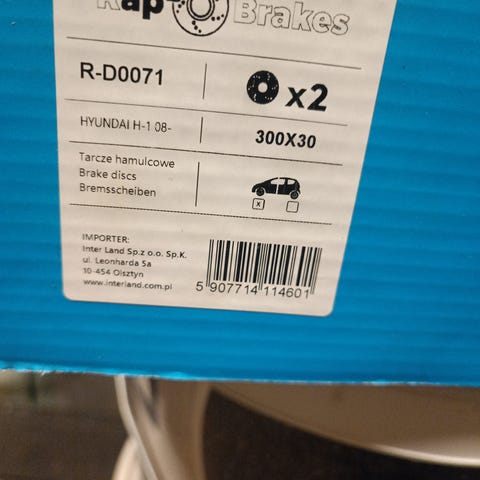 Rap Brakes
R-D0071
x2
HYUNDAI H-1 08-
300X30
Tarcze hamulcowe
Brake discs
Bremsscheiben
x
IMPORTER:
Inter Land Sp.z o.o. Sp.K.
ul. Leonharda 5a
10-454 Olsztyn
www.interland.com.pl
5 907714 114601